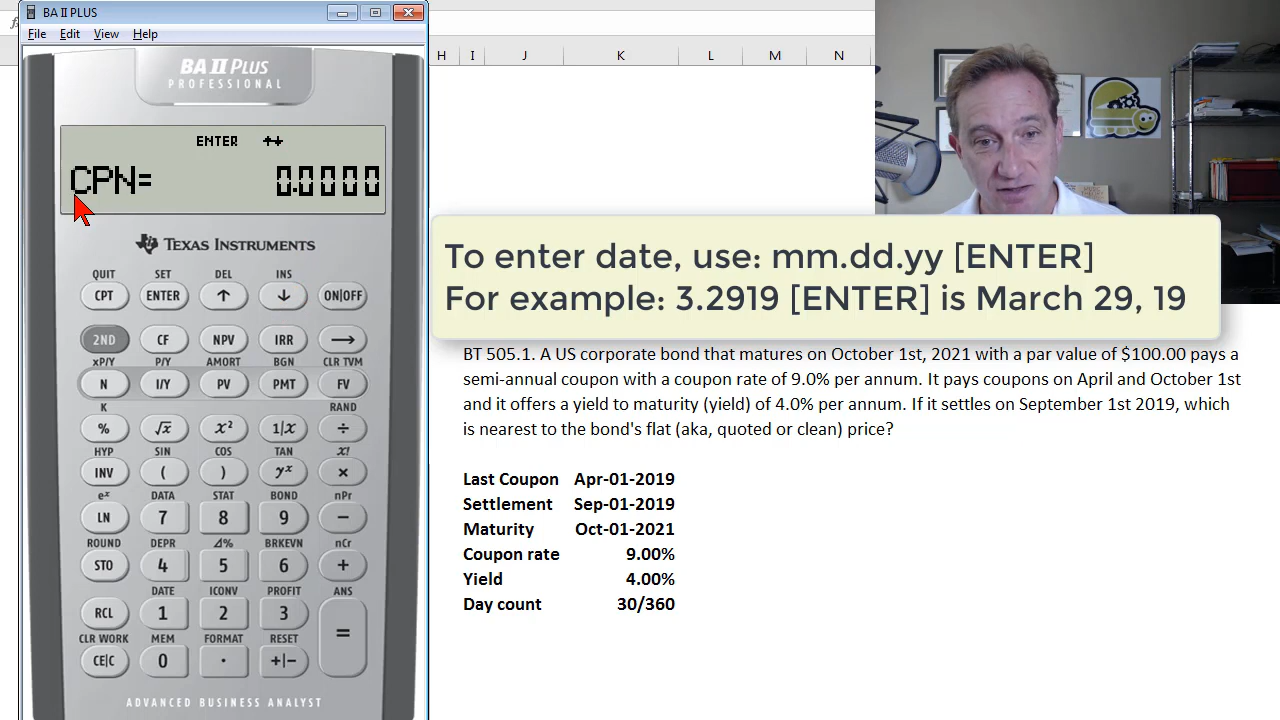 BA II PLUS
File Edit View Help
H I J K L M N
BA II PLUS
PROFESSIONAL
ENTER ↑↓
CPN= 0.0000
TEXAS INSTRUMENTS
QUIT SET DEL INS
CPT ENTER ↑ ↓ ON|OFF
2ND CF NPV IRR →
xP/Y P/Y AMORT BGN CLR TVM
N I/Y PV PMT FV
K RAND
% √x x² 1/x ÷
HYP SIN COS TAN x!
INV ( ) yˣ ×
eˣ DATA STAT BOND nPr
LN 7 8 9 −
ROUND DEPR Δ% BRKEVN nCr
STO 4 5 6 +
DATE ICONV PROFIT ANS
RCL 1 2 3 =
CLR WORK MEM FORMAT RESET
CE|C 0 . +|−
ADVANCED BUSINESS ANALYST
To enter date, use: mm.dd.yy [ENTER]
For example: 3.2919 [ENTER] is March 29, 19
BT 505.1. A US corporate bond that matures on October 1st, 2021 with a par value of $100.00 pays a
semi-annual coupon with a coupon rate of 9.0% per annum. It pays coupons on April and October 1st
and it offers a yield to maturity (yield) of 4.0% per annum. If it settles on September 1st 2019, which
is nearest to the bond's flat (aka, quoted or clean) price?
Last Coupon Apr-01-2019
Settlement Sep-01-2019
Maturity Oct-01-2021
Coupon rate 9.00%
Yield 4.00%
Day count 30/360